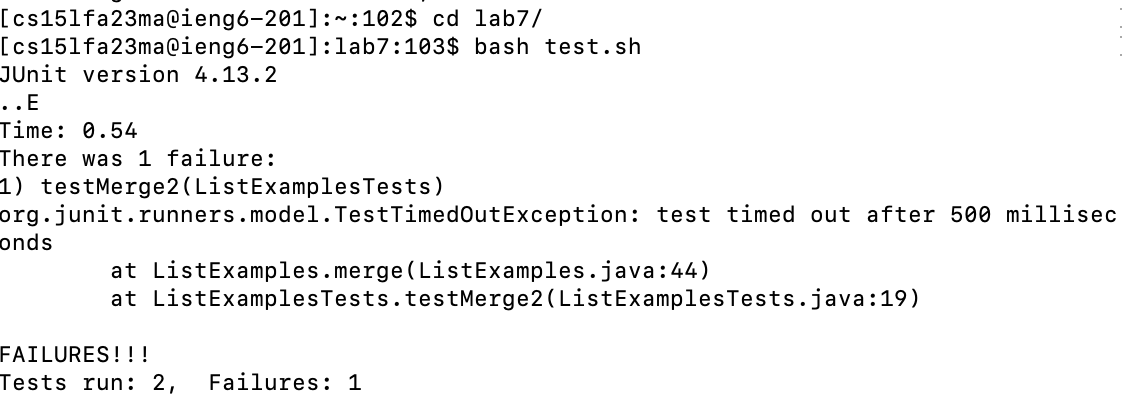 [cs15lfa23ma@ieng6-201]:~:102$ cd lab7/
[cs15lfa23ma@ieng6-201]:lab7:103$ bash test.sh
JUnit version 4.13.2
..E
Time: 0.54
There was 1 failure:
1) testMerge2(ListExamplesTests)
org.junit.runners.model.TestTimedOutException: test timed out after 500 millisec
onds
        at ListExamples.merge(ListExamples.java:44)
        at ListExamplesTests.testMerge2(ListExamplesTests.java:19)

FAILURES!!!
Tests run: 2,  Failures: 1